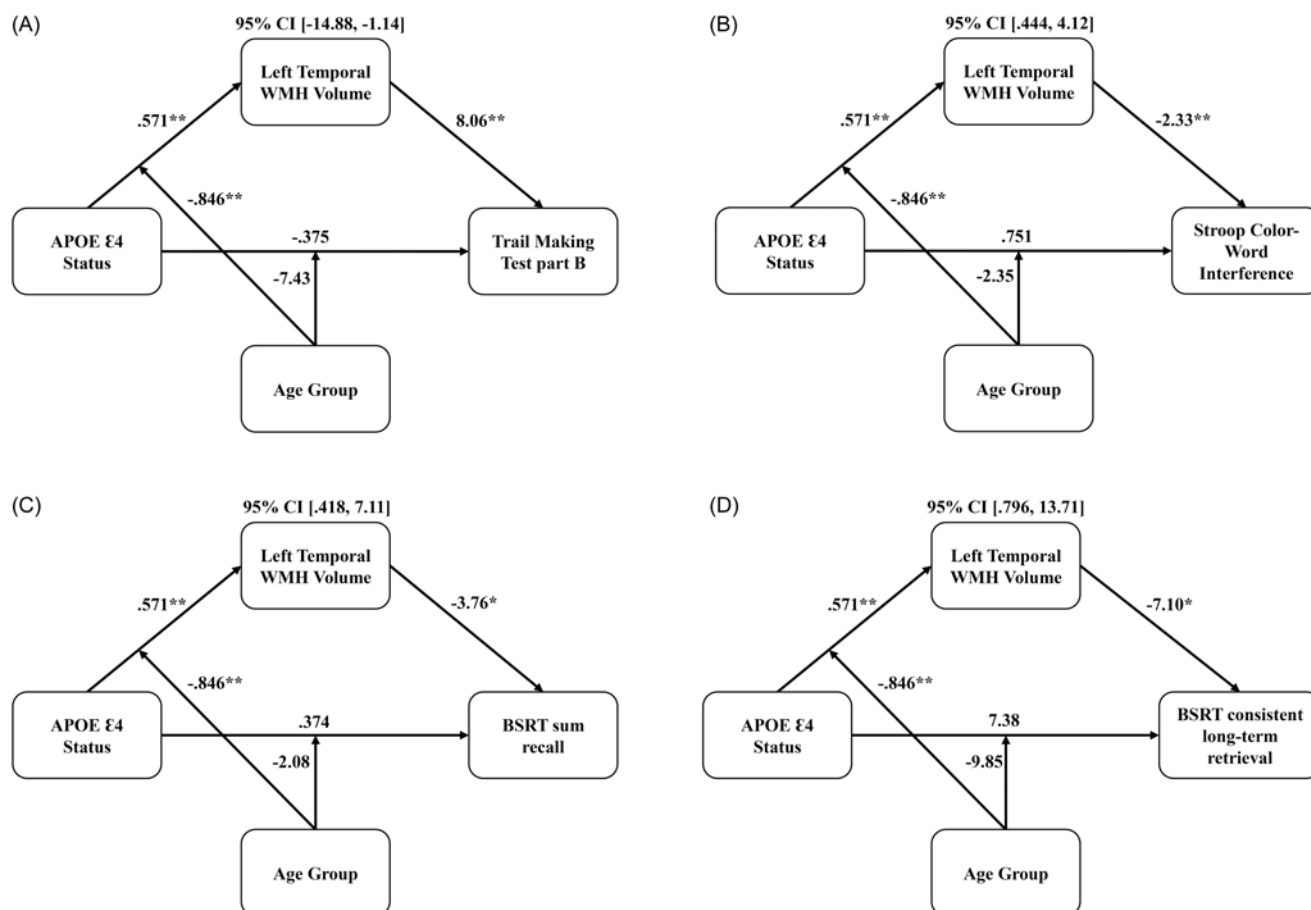 (A)
95% CI [-14.88, -1.14]
Left Temporal
WMH Volume
.571**
8.06**
-.846**
APOE Ɛ4
Status
-.375
Trail Making
Test part B
-7.43
Age Group
(B)
95% CI [.444, 4.12]
Left Temporal
WMH Volume
.571**
-2.33**
-.846**
APOE Ɛ4
Status
.751
Stroop Color-
Word
Interference
-2.35
Age Group
(C)
95% CI [.418, 7.11]
Left Temporal
WMH Volume
.571**
-3.76*
-.846**
APOE Ɛ4
Status
.374
BSRT sum
recall
-2.08
Age Group
(D)
95% CI [.796, 13.71]
Left Temporal
WMH Volume
.571**
-7.10*
-.846**
APOE Ɛ4
Status
7.38
BSRT consistent
long-term
retrieval
-9.85
Age Group